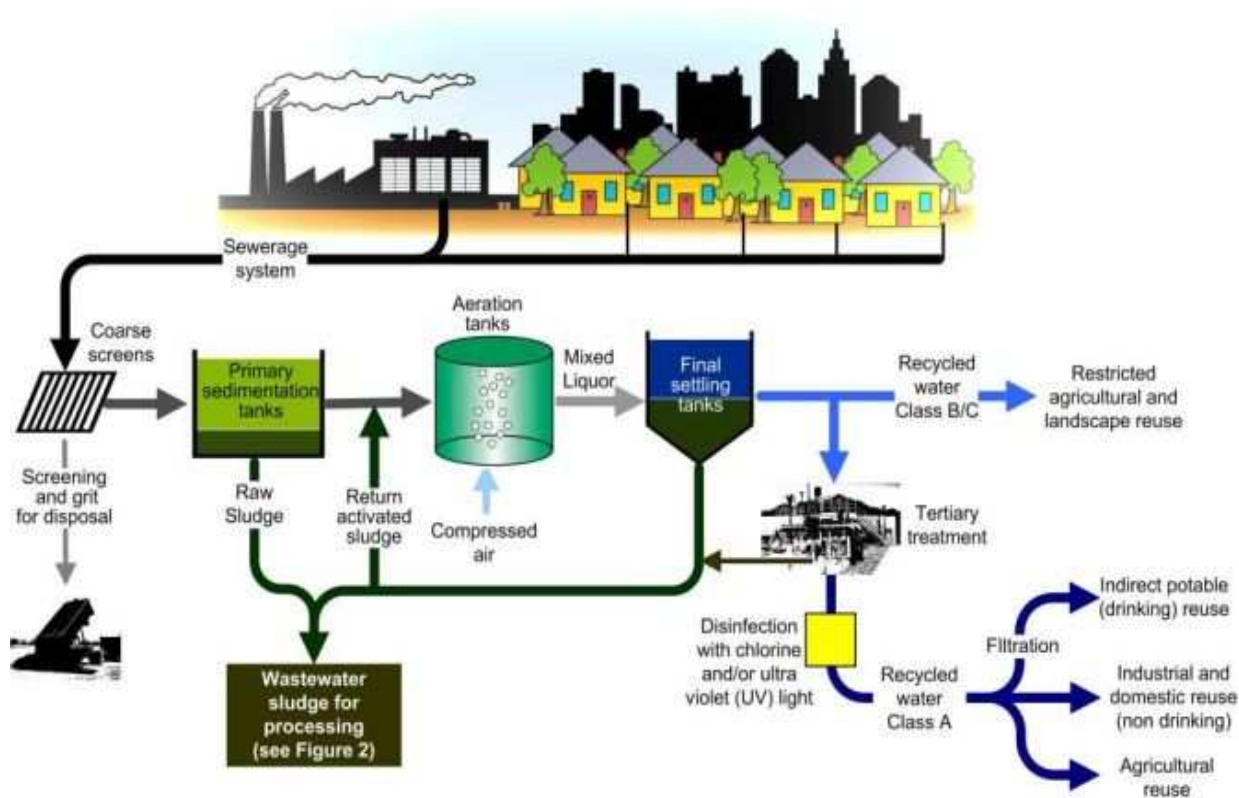 Sewerage
system
Coarse
screens
Primary
sedimentation
tanks
Aeration
tanks
Mixed
Liquor
Final
settling
tanks
Recycled
water
Class B/C
Restricted
agricultural and
landscape reuse
Screening
and grit
for disposal
Raw
Sludge
Return
activated
sludge
Compressed
air
Tertiary
treatment
Wastewater
sludge for
processing
(see Figure 2)
Disinfection
with chlorine
and/or ultra
violet (UV) light
Recycled
water
Class A
FIltration
Indirect potable
(drinking) reuse
Industrial and
domestic reuse
(non drinking)
Agricultural
reuse